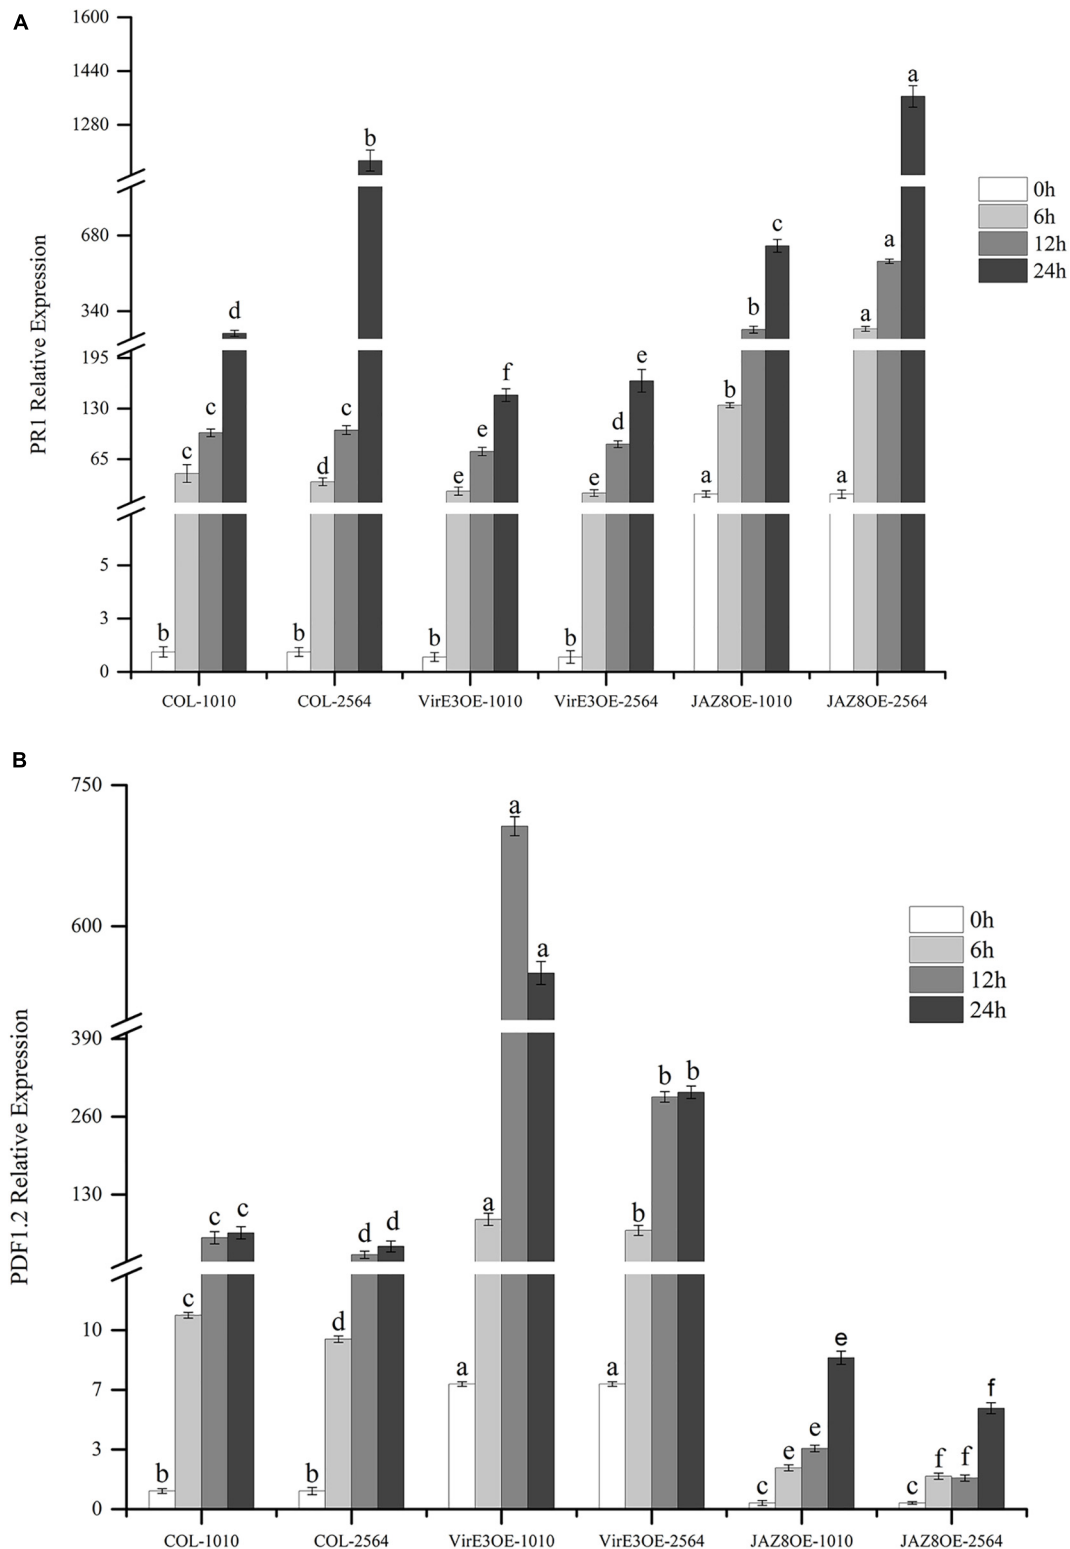 A
1600
1440
1280
680
340
195
130
65
5
3
0
PR1 Relative Expression
b c c d
b d c b
b e e f
b e d e
a b b c
a a a a
0h
6h
12h
24h
COL-1010 COL-2564 VirE3OE-1010 VirE3OE-2564 JAZ8OE-1010 JAZ8OE-2564
B
750
600
390
260
130
10
7
3
0
PDF1.2 Relative Expression
b c c c
b d d d
a a a a
a b b b
c e e e
c f f f
0h
6h
12h
24h
COL-1010 COL-2564 VirE3OE-1010 VirE3OE-2564 JAZ8OE-1010 JAZ8OE-2564